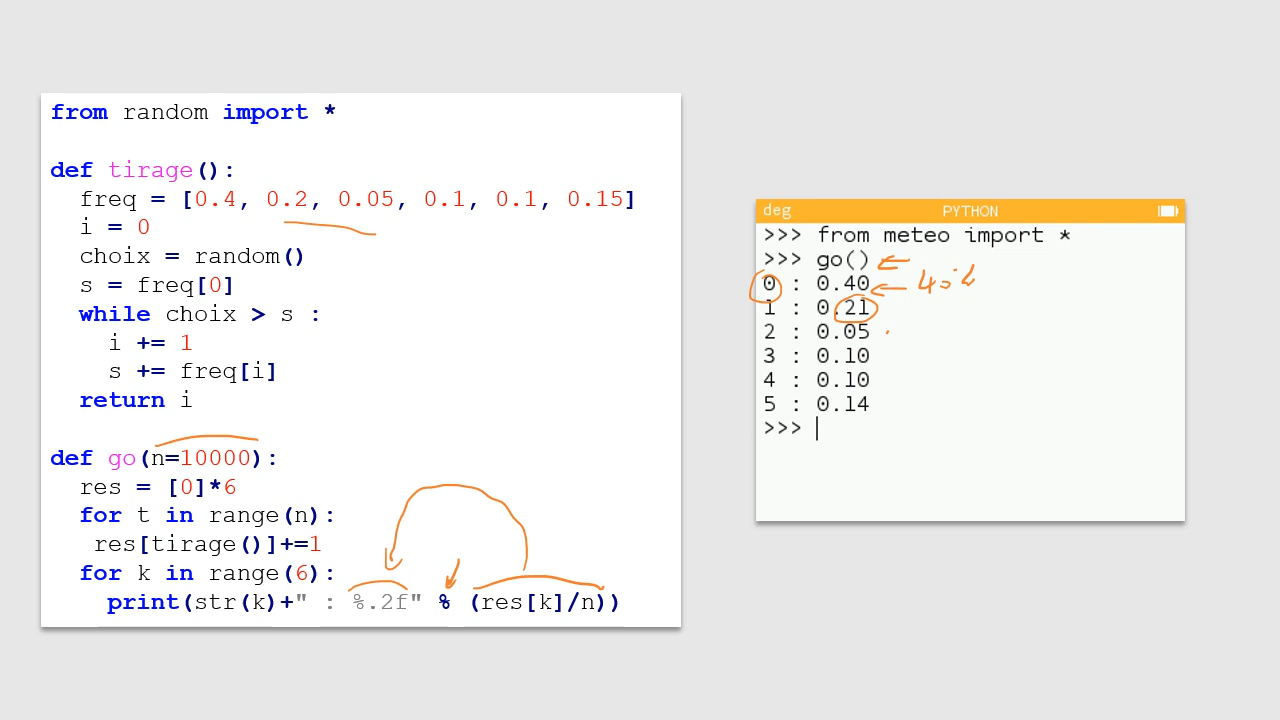 from random import *
def tirage():
freq = [0.4, 0.2, 0.05, 0.1, 0.1, 0.15]
i = 0
choix = random()
s = freq[0]
while choix > s :
i += 1
s += freq[i]
return i
def go(n=10000):
res = [0]*6
for t in range(n):
res[tirage()]+=1
for k in range(6):
print(str(k)+" : %.2f" % (res[k]/n))
deg PYTHON
>>> from meteo import *
>>> go()
0 : 0.40
40%
1 : 0.21
2 : 0.05
3 : 0.10
4 : 0.10
5 : 0.14
>>>